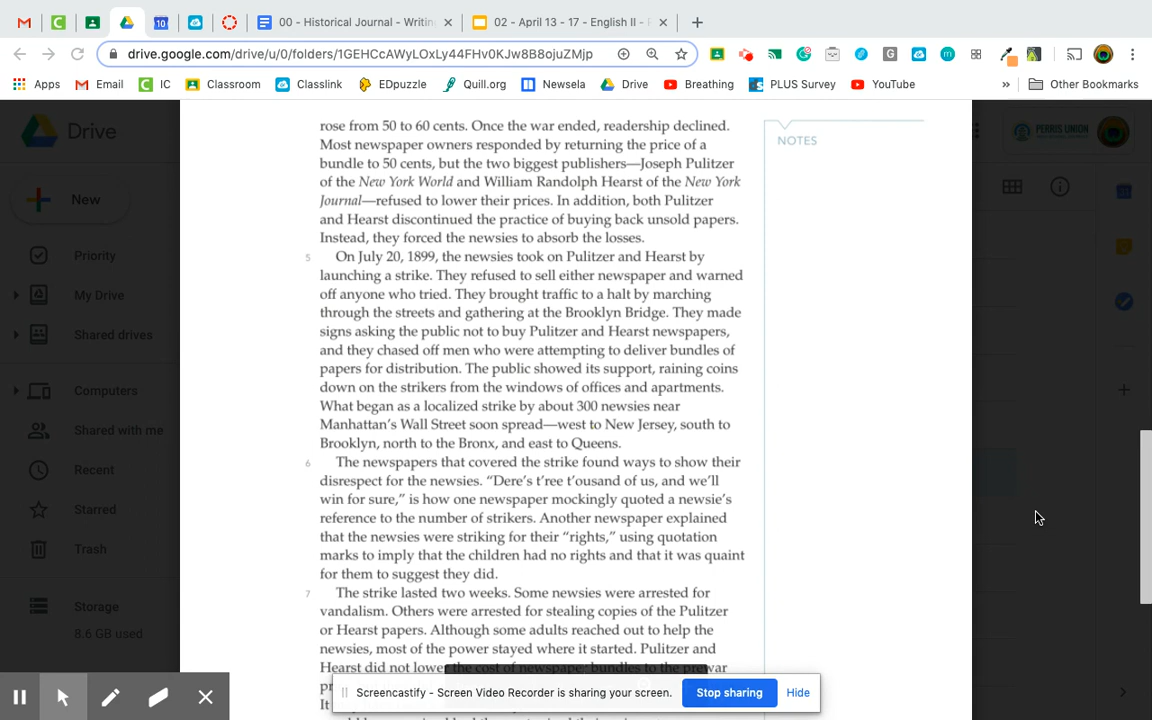 00 - Historical Journal - Writin
02 - April 13 - 17 - English II -
drive.google.com/drive/u/0/folders/1GEHCcAWyLOxLy44FHv0KJw8B8ojuZMjp
Apps
Email
IC
Classroom
Classlink
EDpuzzle
Quill.org
Newsela
Drive
Breathing
PLUS Survey
YouTube
»
Other Bookmarks
Drive
PERRIS UNION
New
Priority
My Drive
Shared drives
Computers
Shared with me
Recent
Starred
Trash
Storage
8.6 GB used
rose from 50 to 60 cents. Once the war ended, readership declined.
Most newspaper owners responded by returning the price of a
bundle to 50 cents, but the two biggest publishers—Joseph Pulitzer
of the New York World and William Randolph Hearst of the New York
Journal—refused to lower their prices. In addition, both Pulitzer
and Hearst discontinued the practice of buying back unsold papers.
Instead, they forced the newsies to absorb the losses.
5 On July 20, 1899, the newsies took on Pulitzer and Hearst by
launching a strike. They refused to sell either newspaper and warned
off anyone who tried. They brought traffic to a halt by marching
through the streets and gathering at the Brooklyn Bridge. They made
signs asking the public not to buy Pulitzer and Hearst newspapers,
and they chased off men who were attempting to deliver bundles of
papers for distribution. The public showed its support, raining coins
down on the strikers from the windows of offices and apartments.
What began as a localized strike by about 300 newsies near
Manhattan's Wall Street soon spread—west to New Jersey, south to
Brooklyn, north to the Bronx, and east to Queens.
6 The newspapers that covered the strike found ways to show their
disrespect for the newsies. "Dere's t'ree t'ousand of us, and we'll
win for sure," is how one newspaper mockingly quoted a newsie's
reference to the number of strikers. Another newspaper explained
that the newsies were striking for their "rights," using quotation
marks to imply that the children had no rights and that it was quaint
for them to suggest they did.
7 The strike lasted two weeks. Some newsies were arrested for
vandalism. Others were arrested for stealing copies of the Pulitzer
or Hearst papers. Although some adults reached out to help the
newsies, most of the power stayed where it started. Pulitzer and
Hearst did not lower the cost of newspaper bundles to the prewar
It
NOTES
Screencastify - Screen Video Recorder is sharing your screen.
Stop sharing
Hide